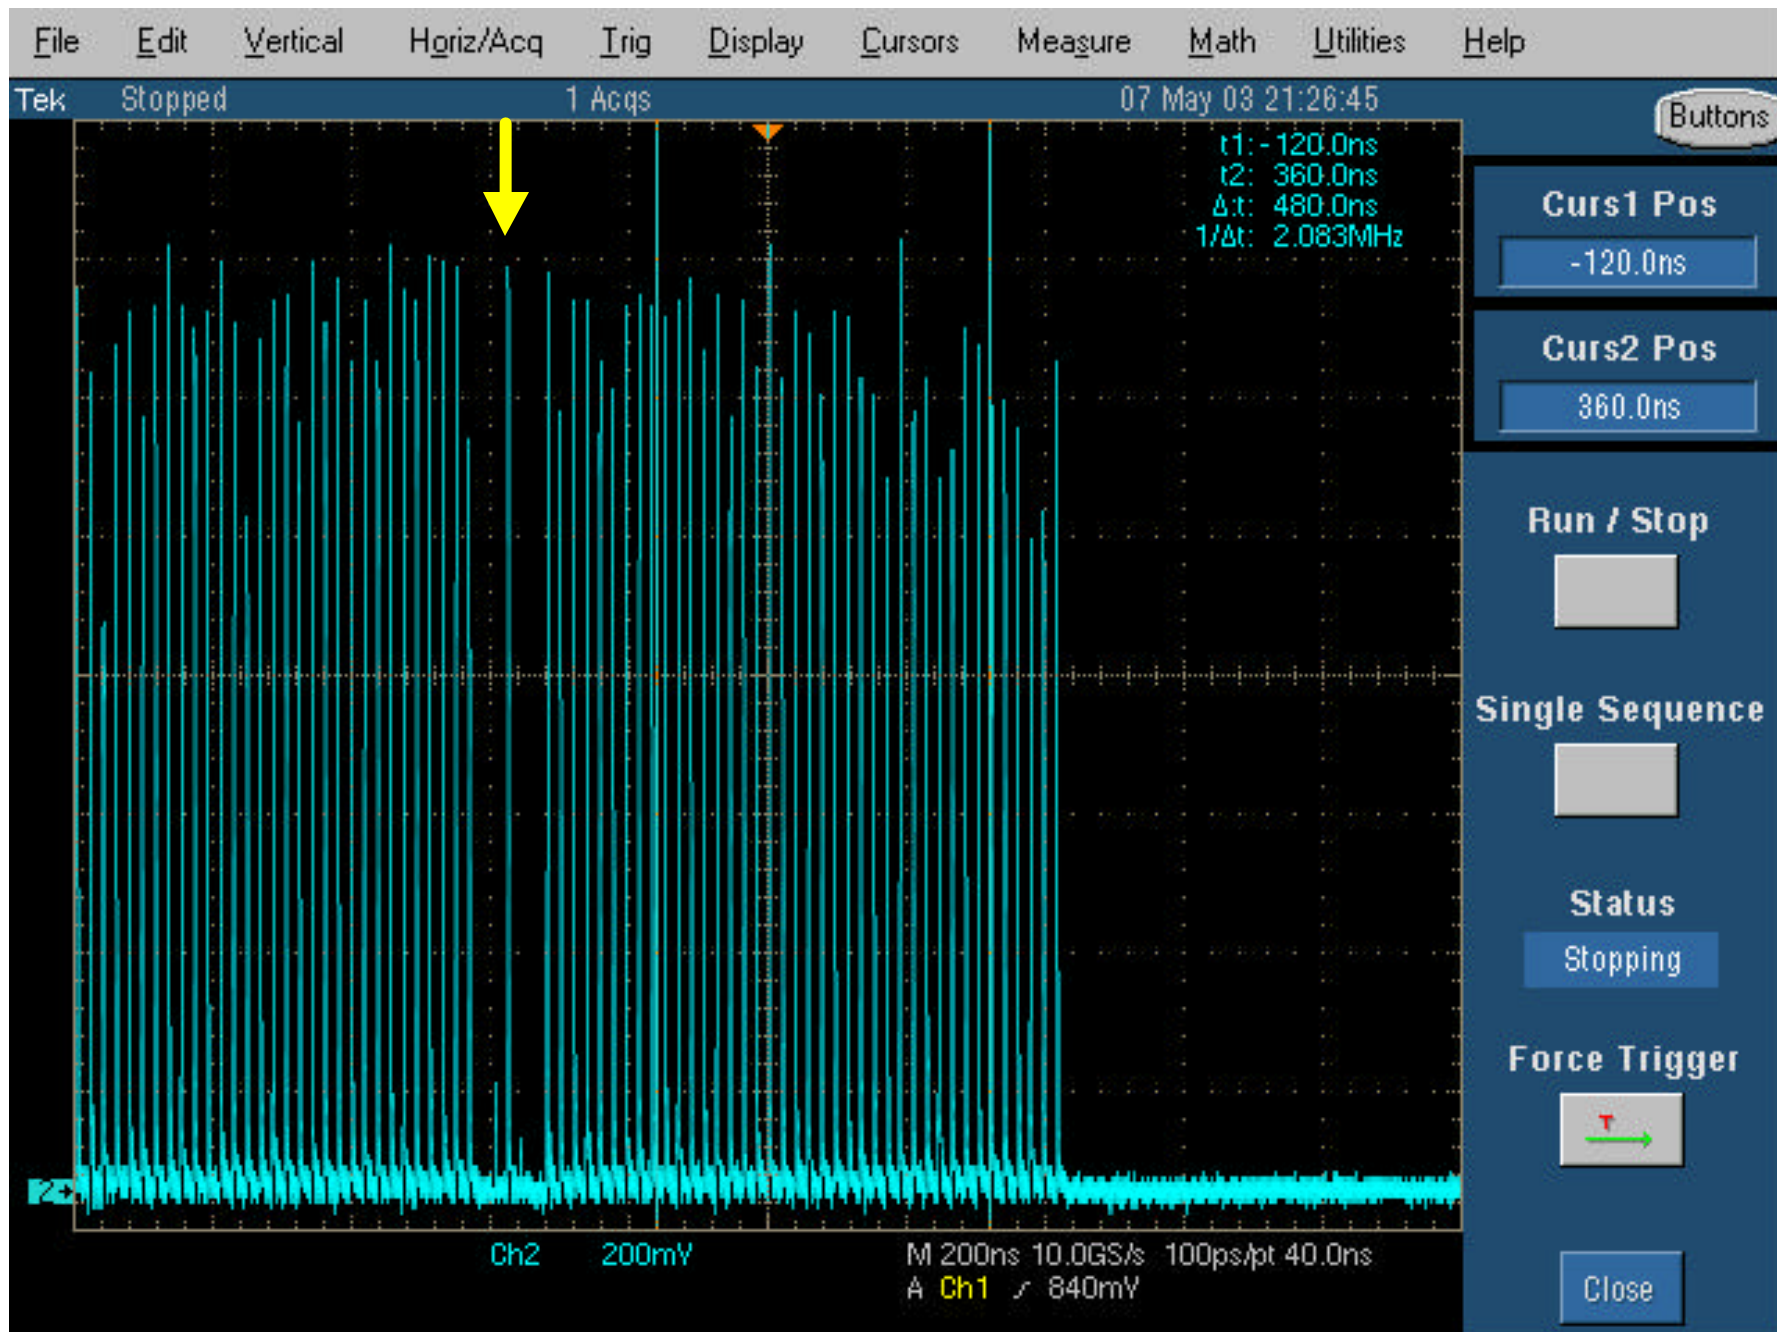 File Edit Vertical Horiz/Acq Trig Display Cursors Measure Math Utilities Help
Tek Stopped 1 Acqs 07 May 03 21:26:45
Buttons
t1: -120.0ns
t2: 360.0ns
Δt: 480.0ns
1/Δt: 2.083MHz
Curs1 Pos
-120.0ns
Curs2 Pos
360.0ns
Run / Stop
Single Sequence
Status
Stopping
Force Trigger
T
2
Ch2 200mV M 200ns 10.0GS/s 100ps/pt 40.0ns
A Ch1 840mV
Close